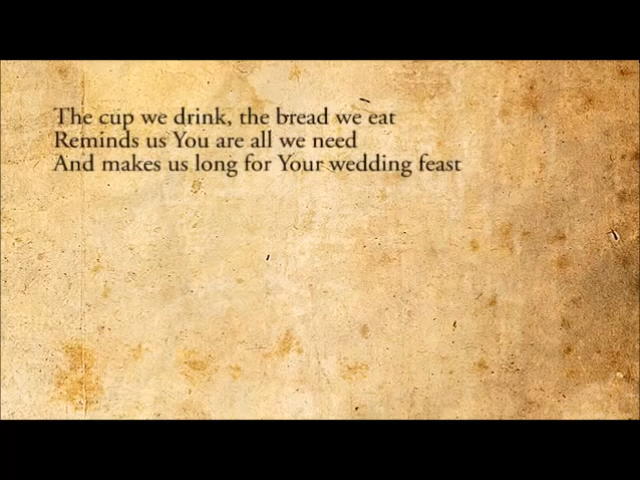 The cup we drink, the bread we eat
Reminds us You are all we need
And makes us long for Your wedding feast